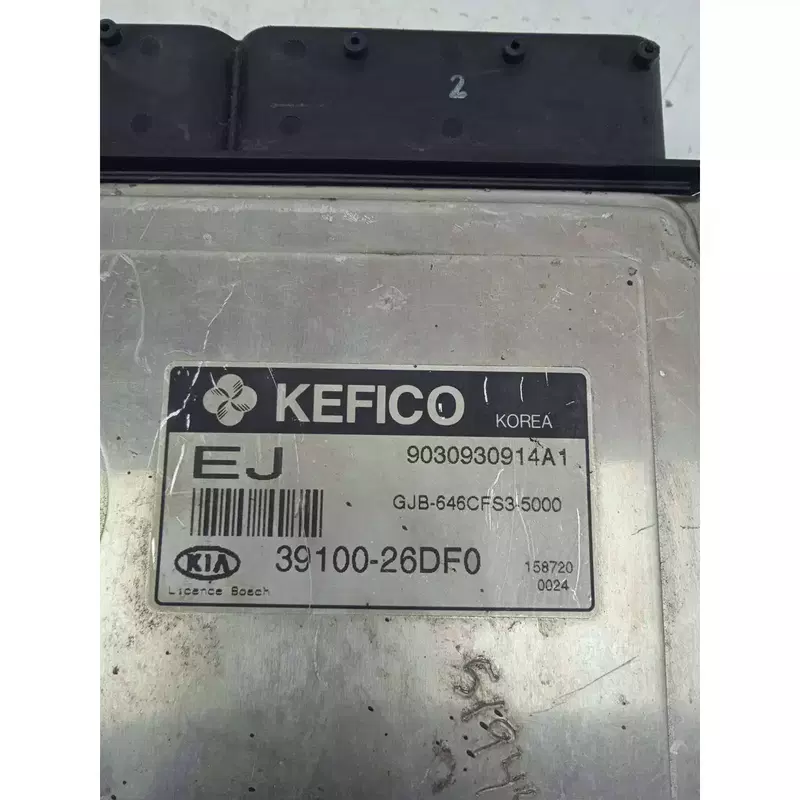 2
KEFICO KOREA
EJ 9030930914A1
GJB-646CFS3-5000
KIA 39100-26DF0 158720
Licence Bosch 0024